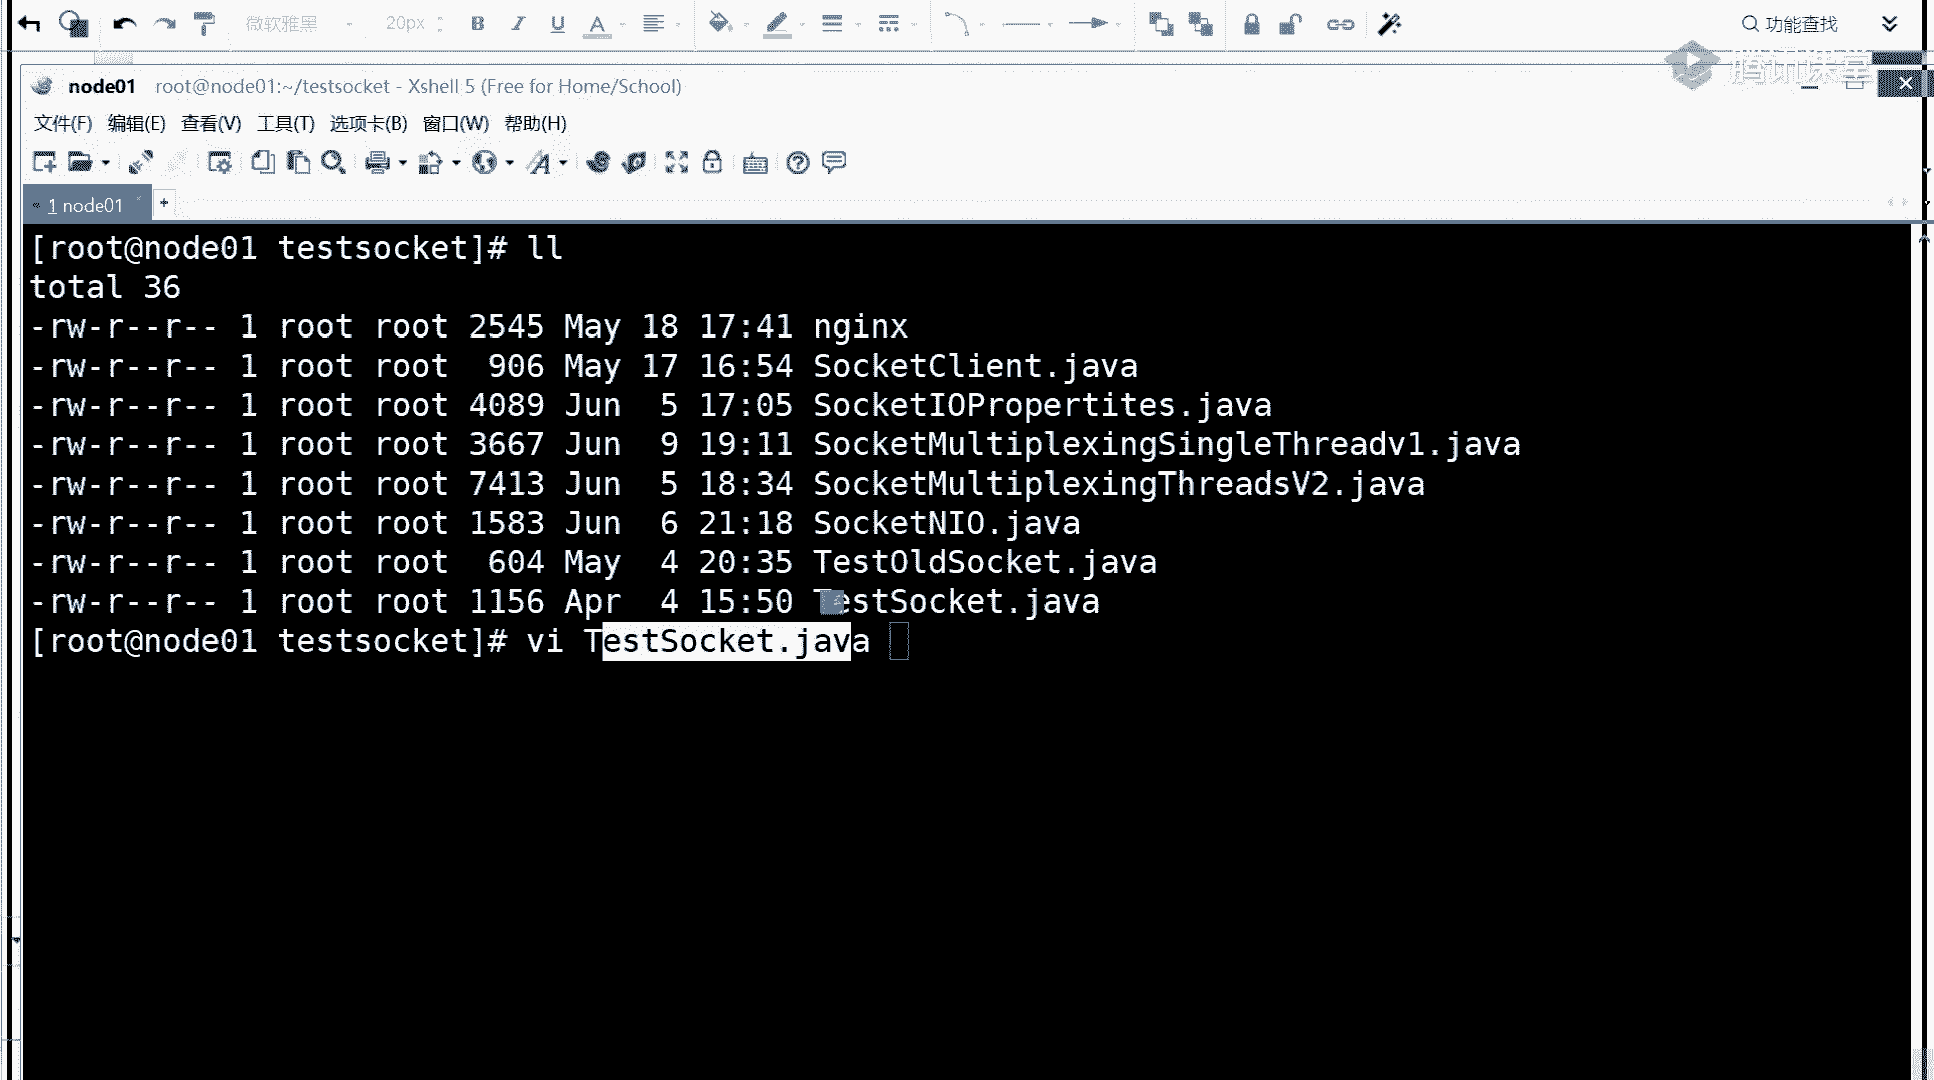 微软雅黑 20px B I U A 功能查找
腾讯课堂
node01 root@node01:~/testsocket - Xshell 5 (Free for Home/School)
文件(F) 编辑(E) 查看(V) 工具(T) 选项卡(B) 窗口(W) 帮助(H)
1 node01 +
[root@node01 testsocket]# ll
total 36
-rw-r--r-- 1 root root 2545 May 18 17:41 nginx
-rw-r--r-- 1 root root  906 May 17 16:54 SocketClient.java
-rw-r--r-- 1 root root 4089 Jun  5 17:05 SocketIOPropertites.java
-rw-r--r-- 1 root root 3667 Jun  9 19:11 SocketMultiplexingSingleThreadv1.java
-rw-r--r-- 1 root root 7413 Jun  5 18:34 SocketMultiplexingThreadsV2.java
-rw-r--r-- 1 root root 1583 Jun  6 21:18 SocketNIO.java
-rw-r--r-- 1 root root  604 May  4 20:35 TestOldSocket.java
-rw-r--r-- 1 root root 1156 Apr  4 15:50 TestSocket.java
[root@node01 testsocket]# vi TestSocket.java